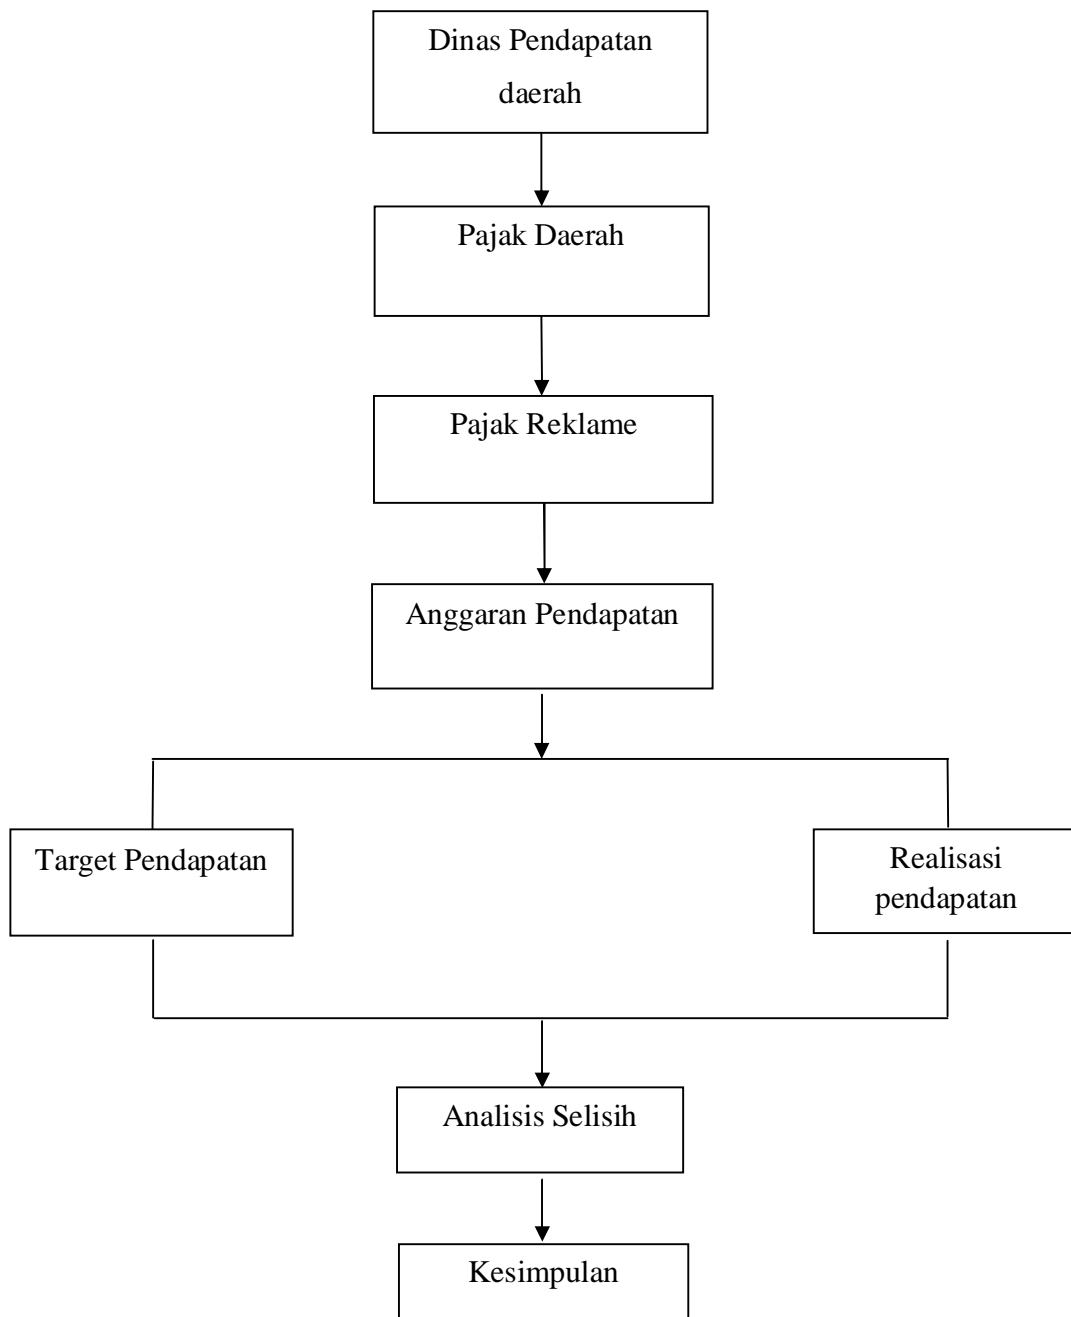 Dinas Pendapatan
daerah
Pajak Daerah
Pajak Reklame
Anggaran Pendapatan
Target Pendapatan
Realisasi
pendapatan
Analisis Selisih
Kesimpulan